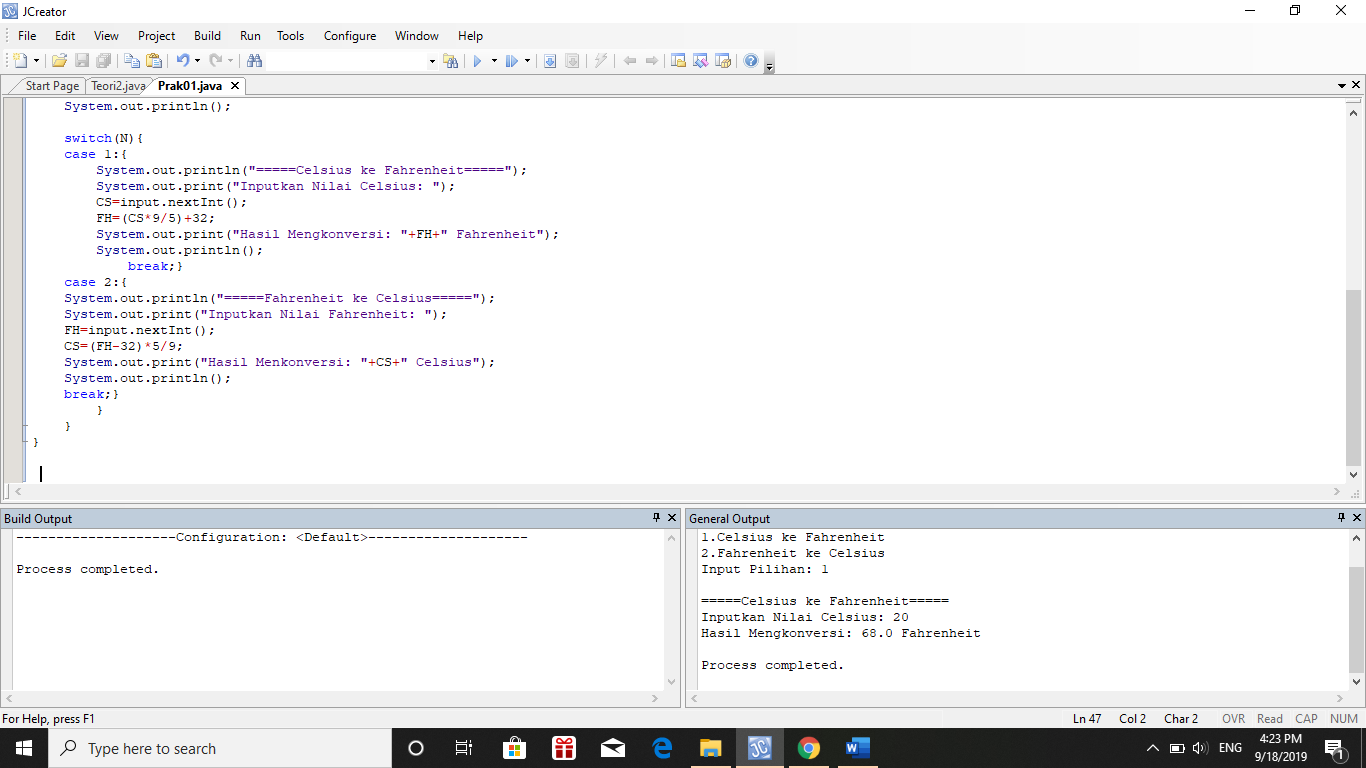 JCreator
File Edit View Project Build Run Tools Configure Window Help
Start Page Teori2.java Prak01.java
System.out.println();
switch(N){
case 1:{
System.out.println("=====Celsius ke Fahrenheit=====");
System.out.print("Inputkan Nilai Celsius: ");
CS=input.nextInt();
FH=(CS*9/5)+32;
System.out.print("Hasil Mengkonversi: "+FH+" Fahrenheit");
System.out.println();
break;}
case 2:{
System.out.println("=====Fahrenheit ke Celsius=====");
System.out.print("Inputkan Nilai Fahrenheit: ");
FH=input.nextInt();
CS=(FH-32)*5/9;
System.out.print("Hasil Menkonversi: "+CS+" Celsius");
System.out.println();
break;}
}
}
}
Build Output
--------------------Configuration: <Default>--------------------
Process completed.
General Output
1.Celsius ke Fahrenheit
2.Fahrenheit ke Celsius
Input Pilihan: 1
=====Celsius ke Fahrenheit=====
Inputkan Nilai Celsius: 20
Hasil Mengkonversi: 68.0 Fahrenheit
Process completed.
For Help, press F1
Ln 47 Col 2 Char 2 OVR Read CAP NUM
Type here to search
ENG
4:23 PM
9/18/2019
1